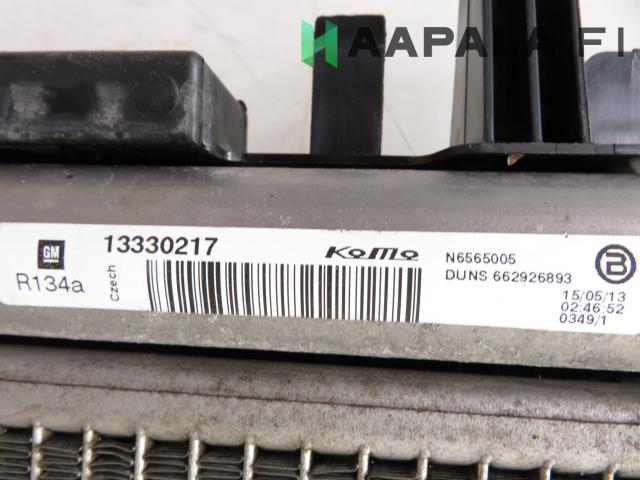 HAAPALA.FI
GM
13330217
KoMo
N6565005
R134a
Czech
DUNS 662926893
B
15/05/13
02:46:52
0349/1